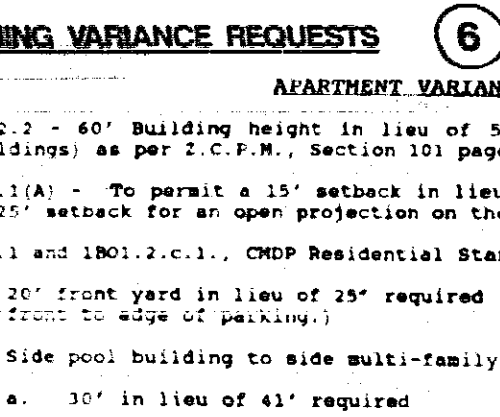 ING VARIANCE REQUESTS 6
APARTMENT VARIAN
2.2 - 60' Building height in lieu of 5
ldings) as per Z.C.P.M., Section 101 page
.1(A) - To permit a 15' setback in lieu
25' setback for an open projection on the
.1 and 1B01.2.c.1., CMDP Residential Stan
20' front yard in lieu of 25" required
front to edge of parking.)
Side pool building to side multi-family
a. 30' in lieu of 41' required